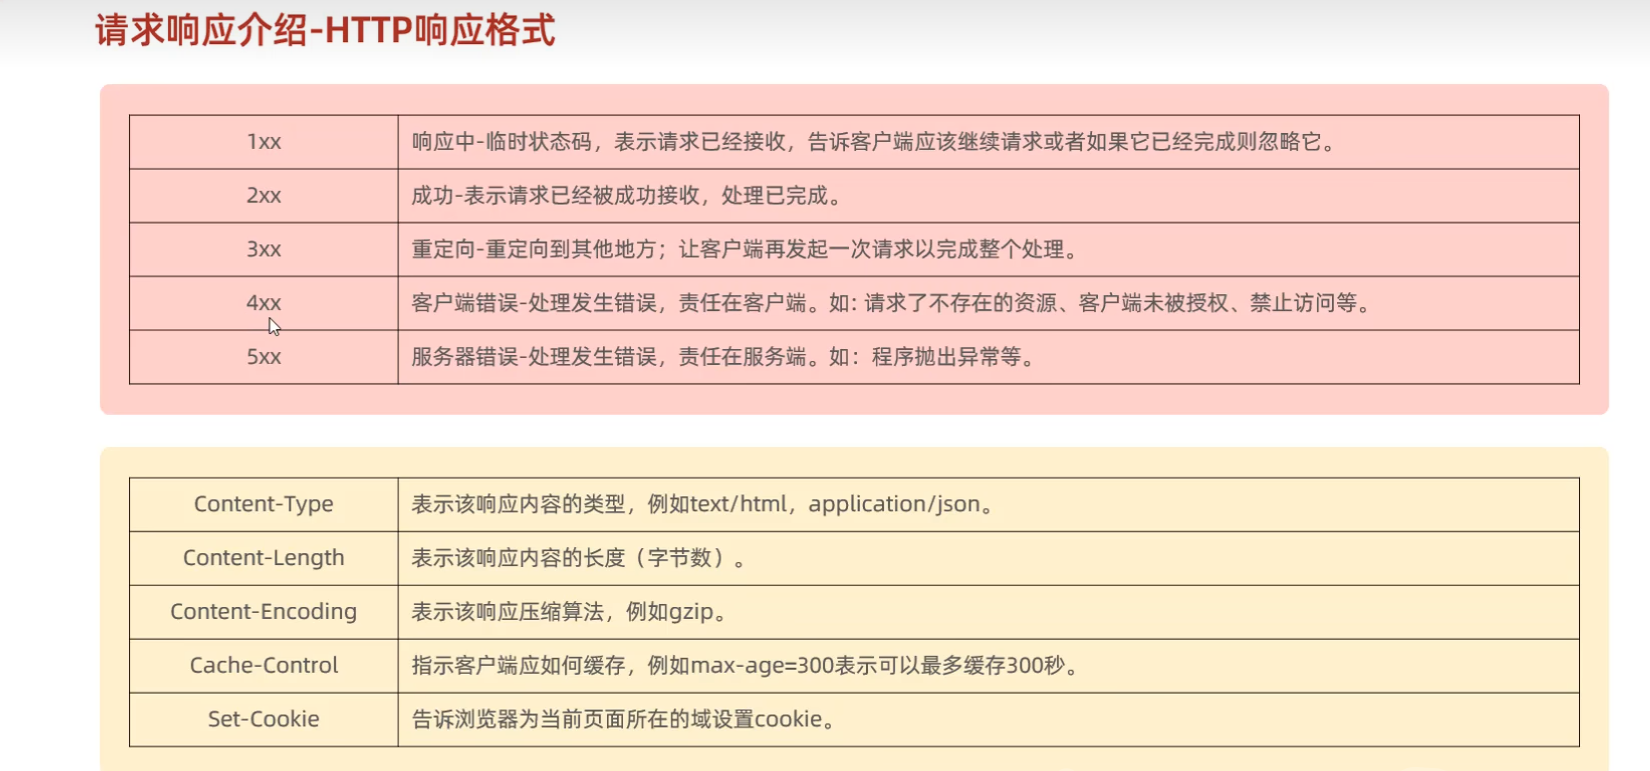 请求响应介绍-HTTP响应格式
1xx 响应中-临时状态码，表示请求已经接收，告诉客户端应该继续请求或者如果它已经完成则忽略它。
2xx 成功-表示请求已经被成功接收，处理已完成。
3xx 重定向-重定向到其他地方；让客户端再发起一次请求以完成整个处理。
4xx 客户端错误-处理发生错误，责任在客户端。如：请求了不存在的资源、客户端未被授权、禁止访问等。
5xx 服务器错误-处理发生错误，责任在服务端。如：程序抛出异常等。
Content-Type 表示该响应内容的类型，例如text/html，application/json。
Content-Length 表示该响应内容的长度（字节数）。
Content-Encoding 表示该响应压缩算法，例如gzip。
Cache-Control 指示客户端应如何缓存，例如max-age=300表示可以最多缓存300秒。
Set-Cookie 告诉浏览器为当前页面所在的域设置cookie。